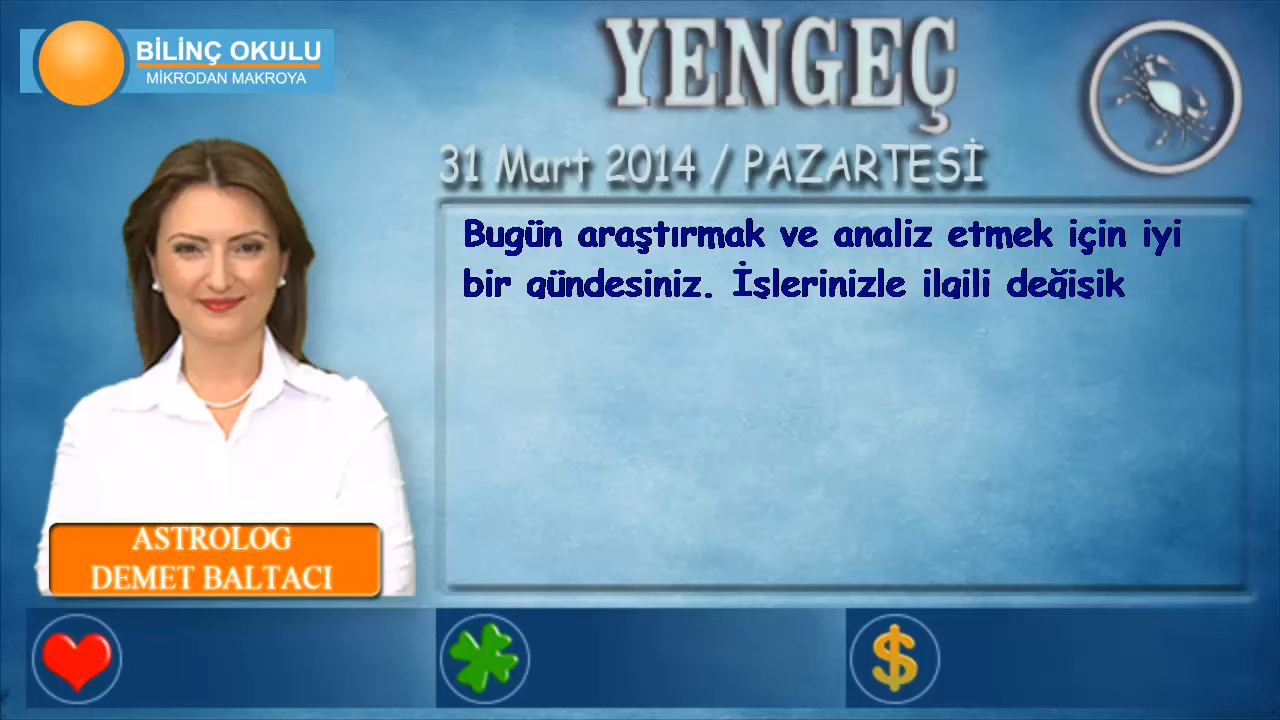 BİLİNÇ OKULU
MİKRODAN MAKROYA
YENGEÇ
31 Mart 2014 / PAZARTESİ
Bugün araştırmak ve analiz etmek için iyi
bir gündesiniz. İşlerinizle ilgili değişik
ASTROLOG
DEMET BALTACI